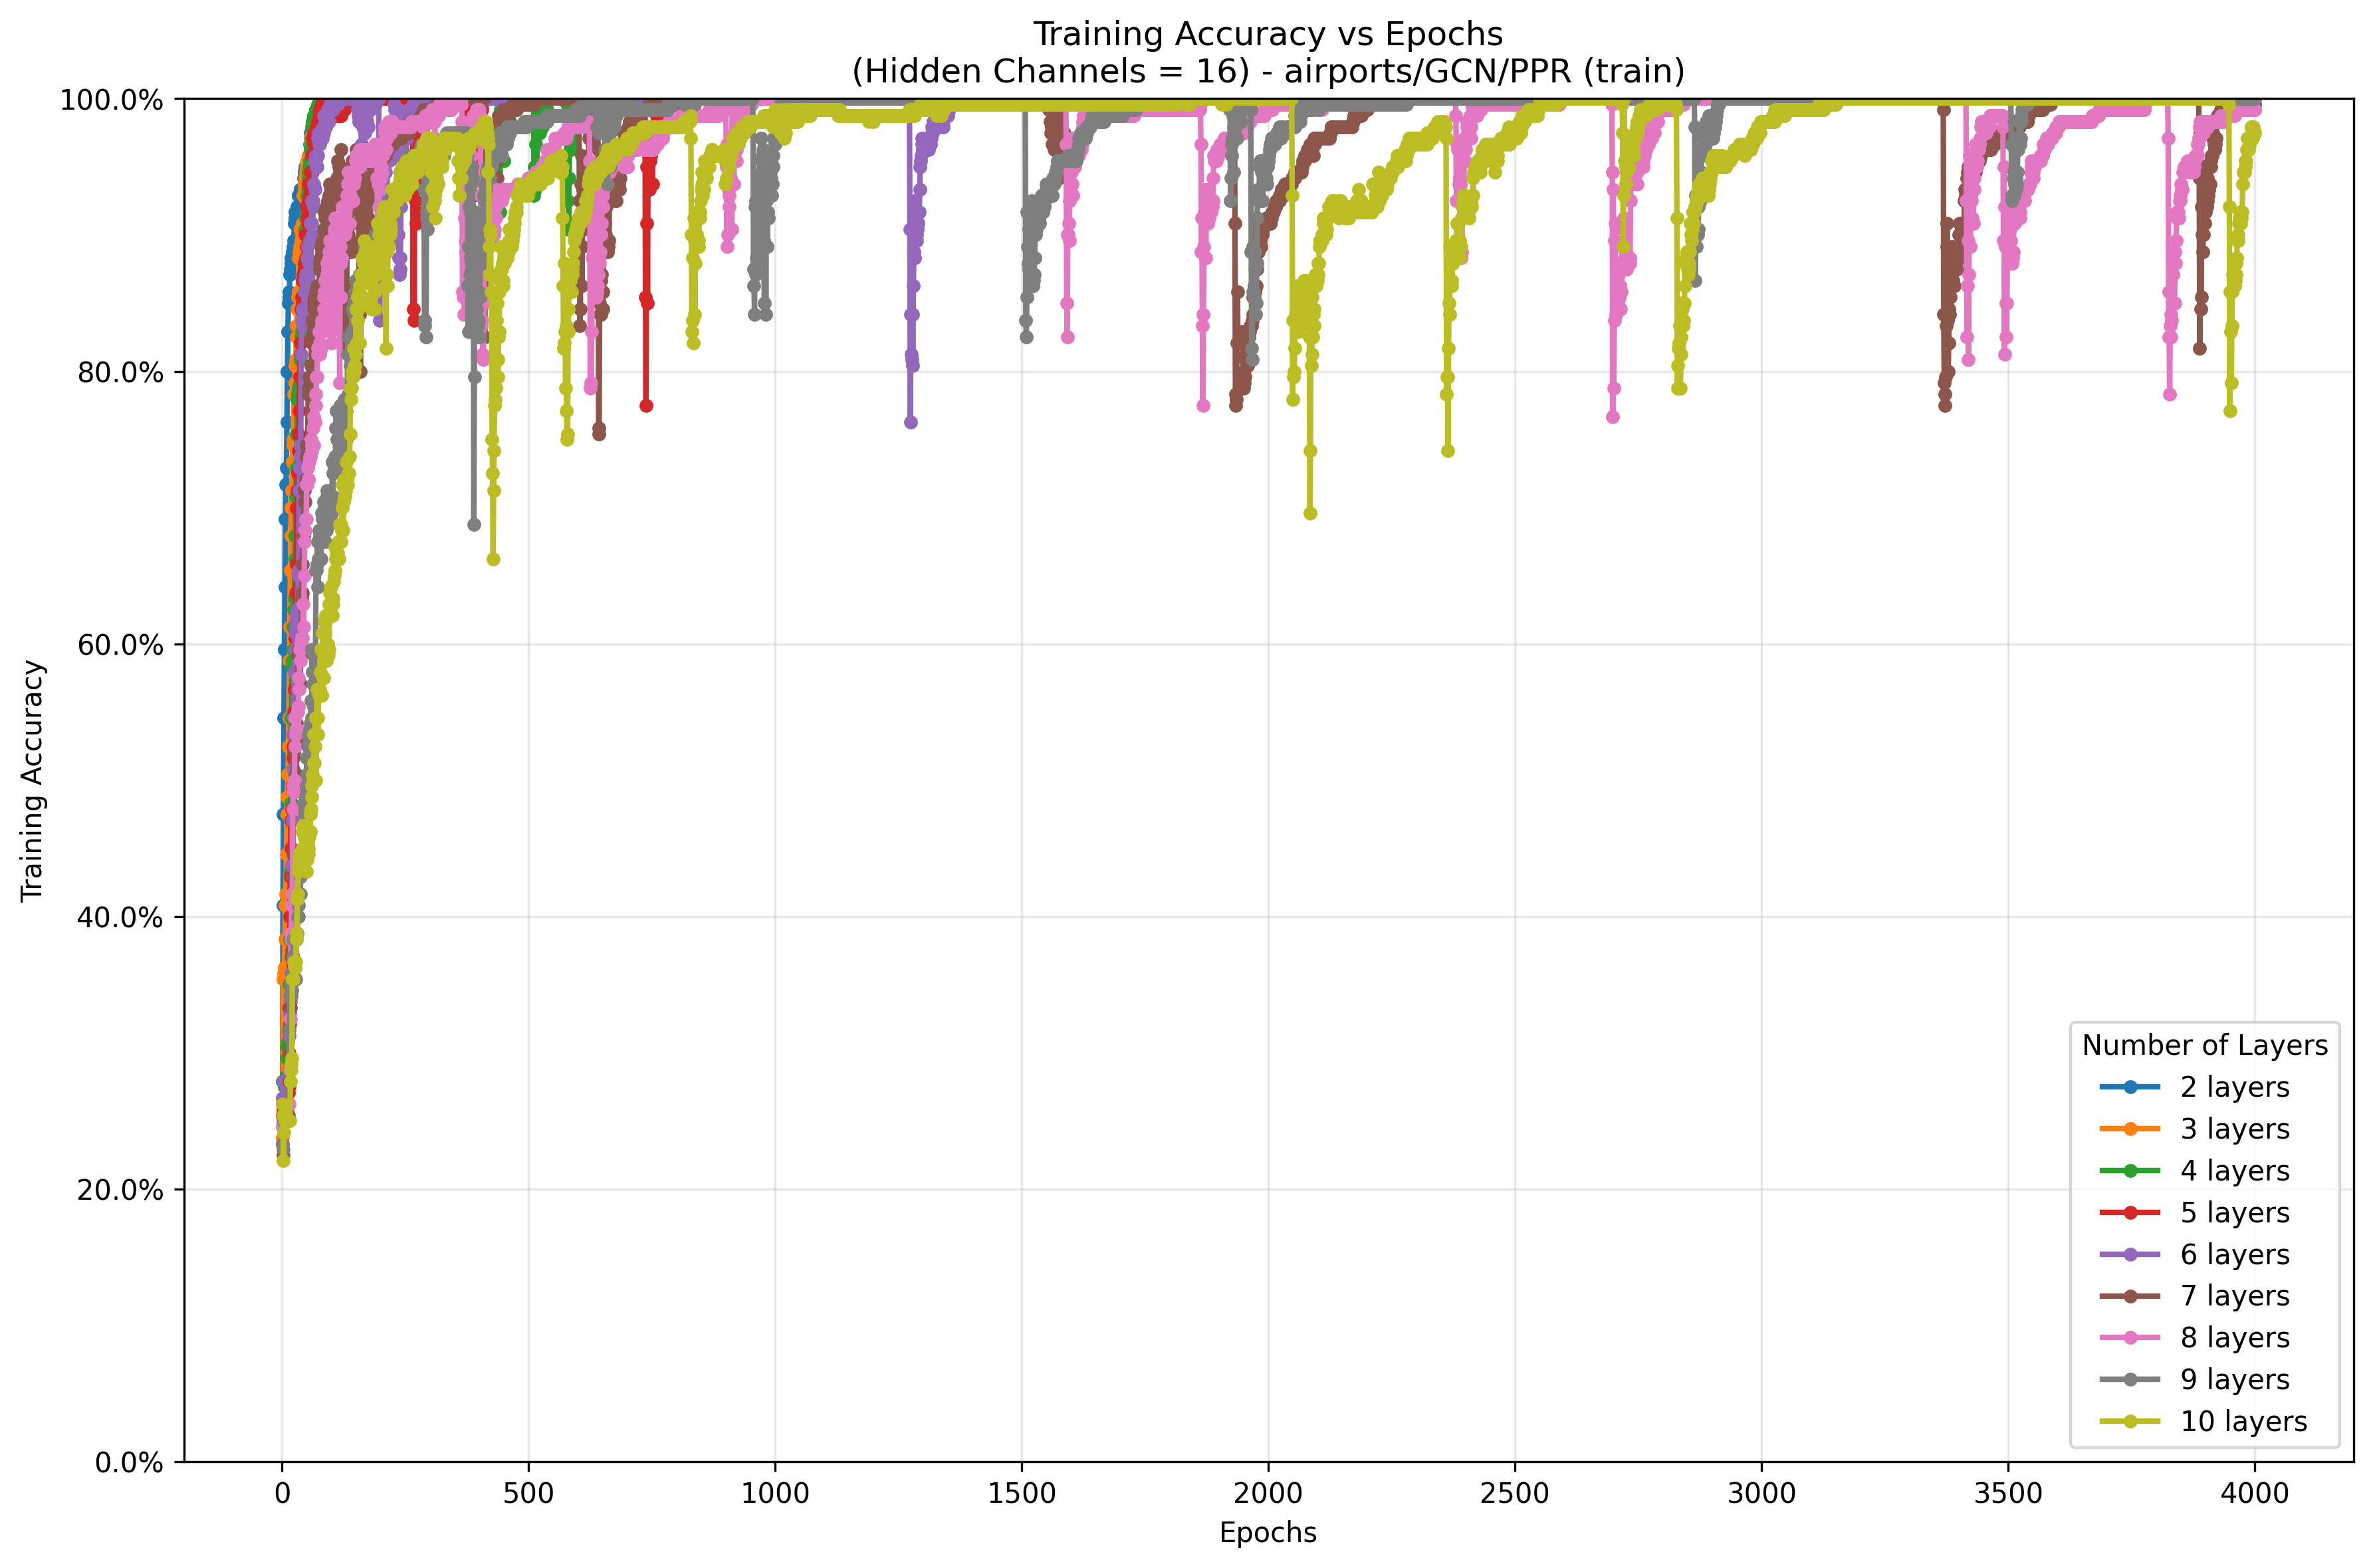 Training Accuracy vs Epochs
(Hidden Channels = 16) - airports/GCN/PPR (train)
100.0%
80.0%
60.0%
40.0%
20.0%
0.0%
Training Accuracy
0
500
1000
1500
2000
2500
3000
3500
4000
Epochs
Number of Layers
2 layers
3 layers
4 layers
5 layers
6 layers
7 layers
8 layers
9 layers
10 layers